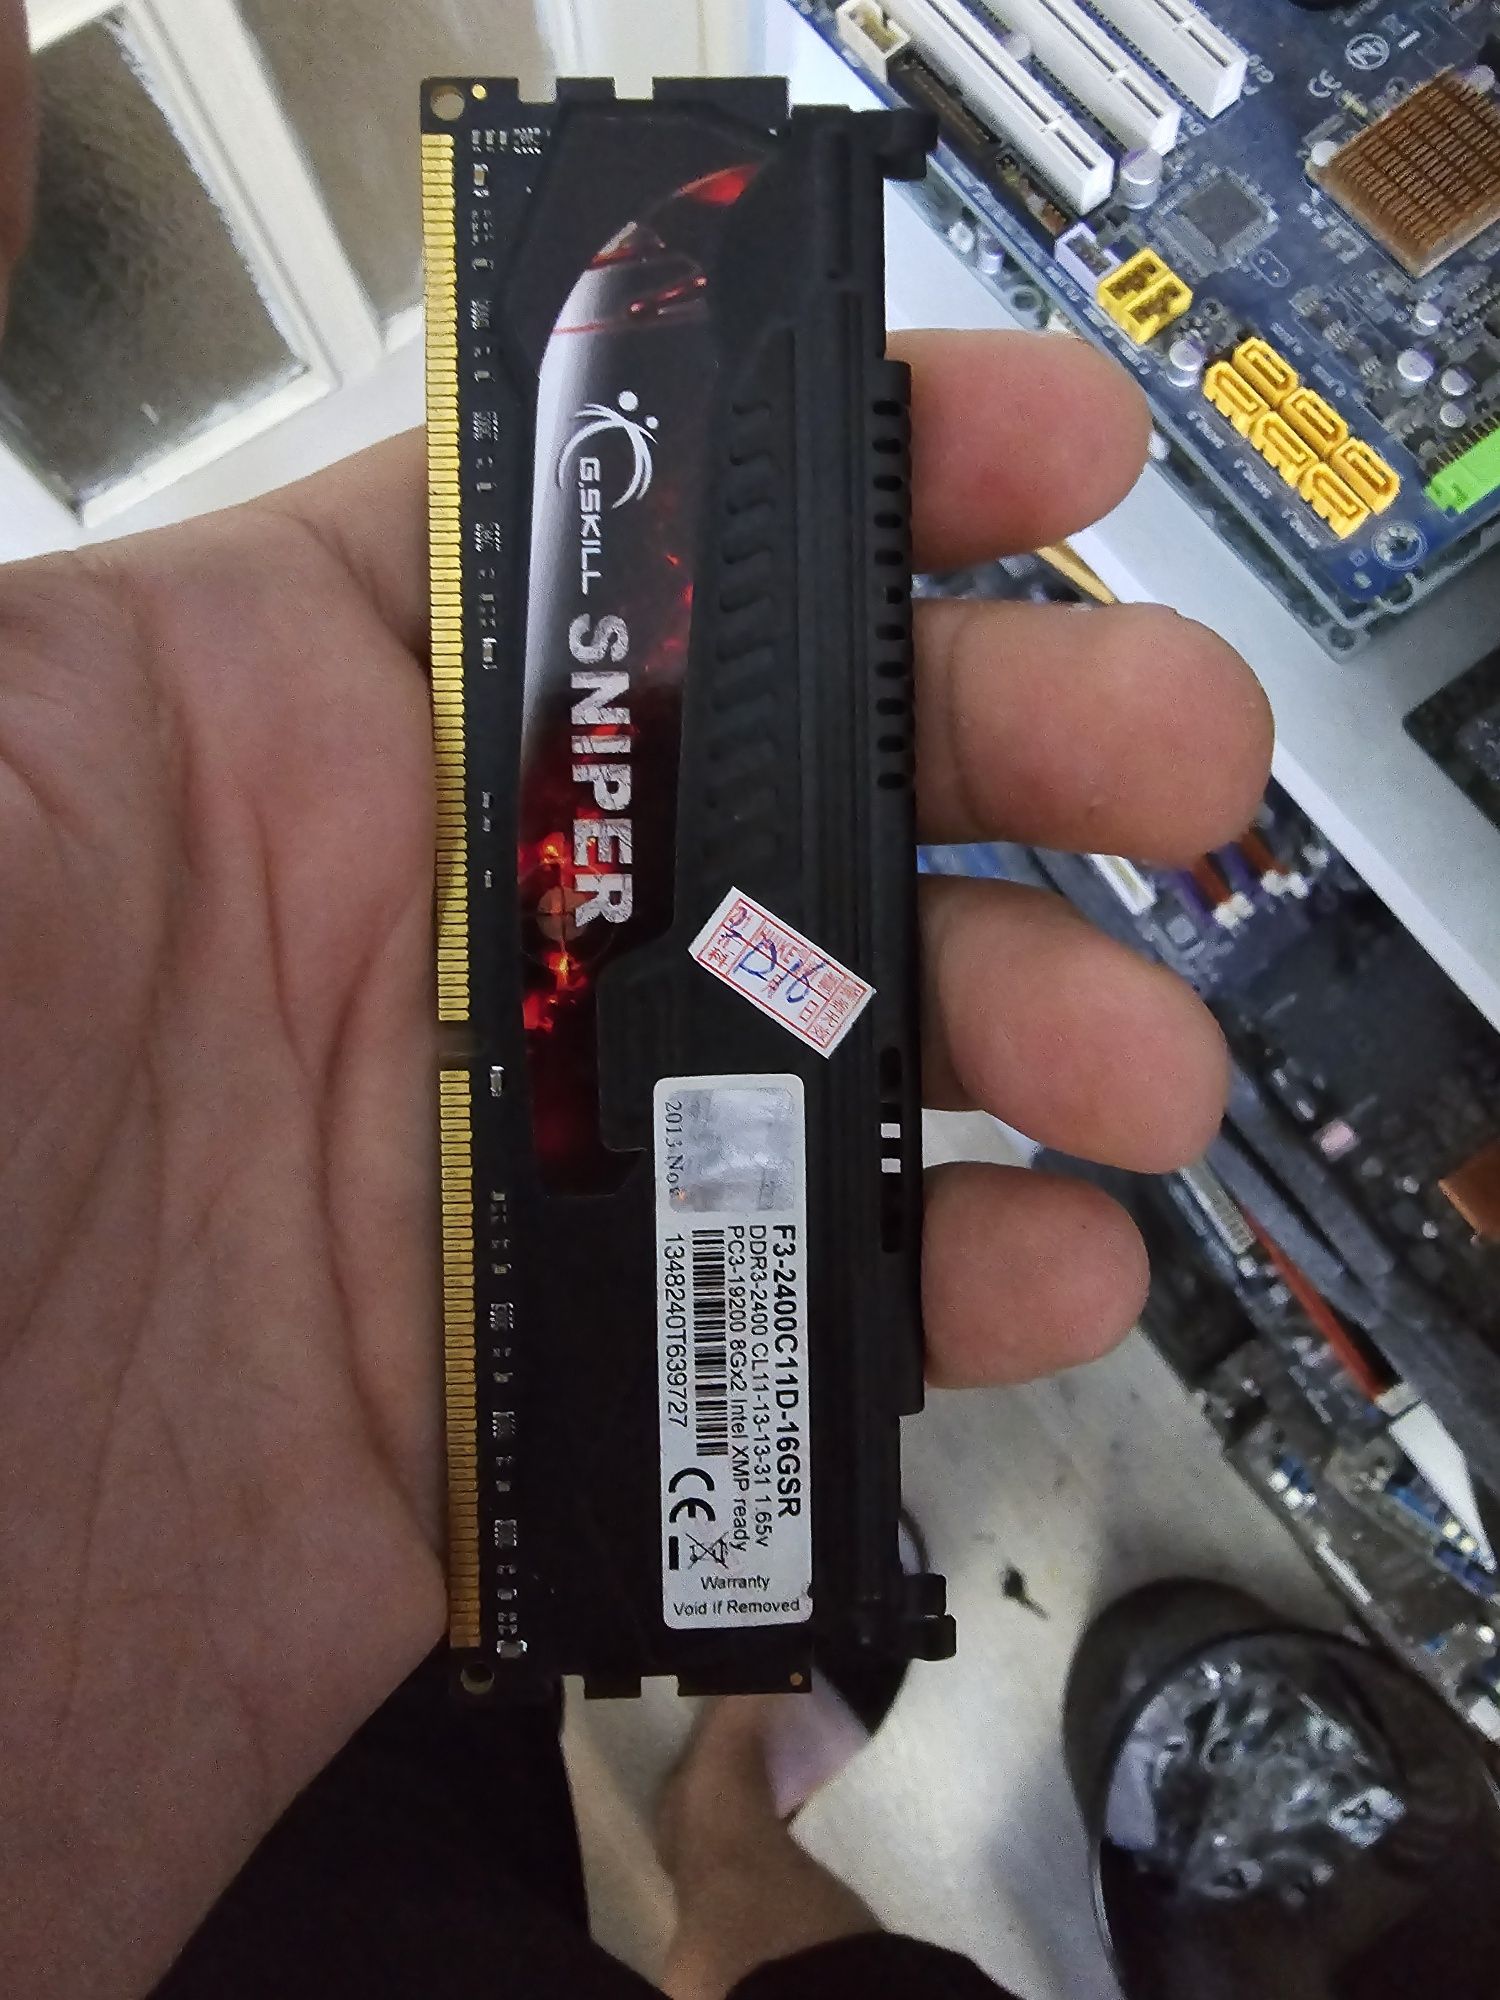 G.SKILL
SNIPER
2013 Nov
F3-2400C11D-16GSR
DDR3-2400 CL11-13-13-31 1.65v
PC3-19200 8Gx2 Intel XMP ready
1348240T639727
CE
Warranty
Void If Removed